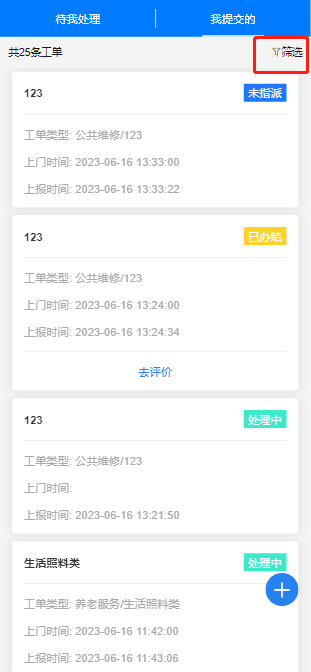 待我处理 我提交的
共25条工单 筛选
123 未指派
工单类型: 公共维修/123
上门时间: 2023-06-16 13:33:00
上报时间: 2023-06-16 13:33:22
123 已办结
工单类型: 公共维修/123
上门时间: 2023-06-16 13:24:00
上报时间: 2023-06-16 13:24:34
去评价
123 处理中
工单类型: 公共维修/123
上门时间:
上报时间: 2023-06-16 13:21:50
生活照料类 处理中
工单类型: 养老服务/生活照料类
上门时间: 2023-06-16 11:42:00
上报时间: 2023-06-16 11:43:06